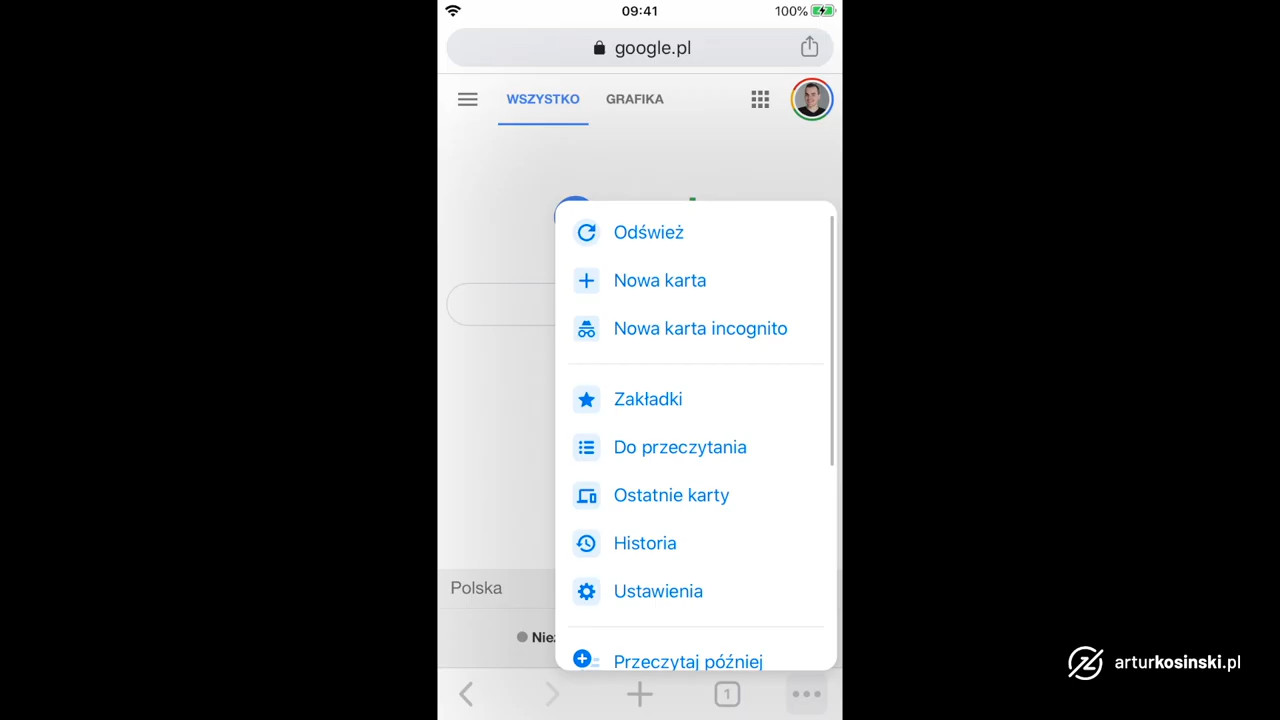 09:41
100%
google.pl
WSZYSTKO GRAFIKA
Odśwież
Nowa karta
Nowa karta incognito
Zakładki
Do przeczytania
Ostatnie karty
Historia
Ustawienia
Polska
Przeczytaj później
1
arturkosinski.pl